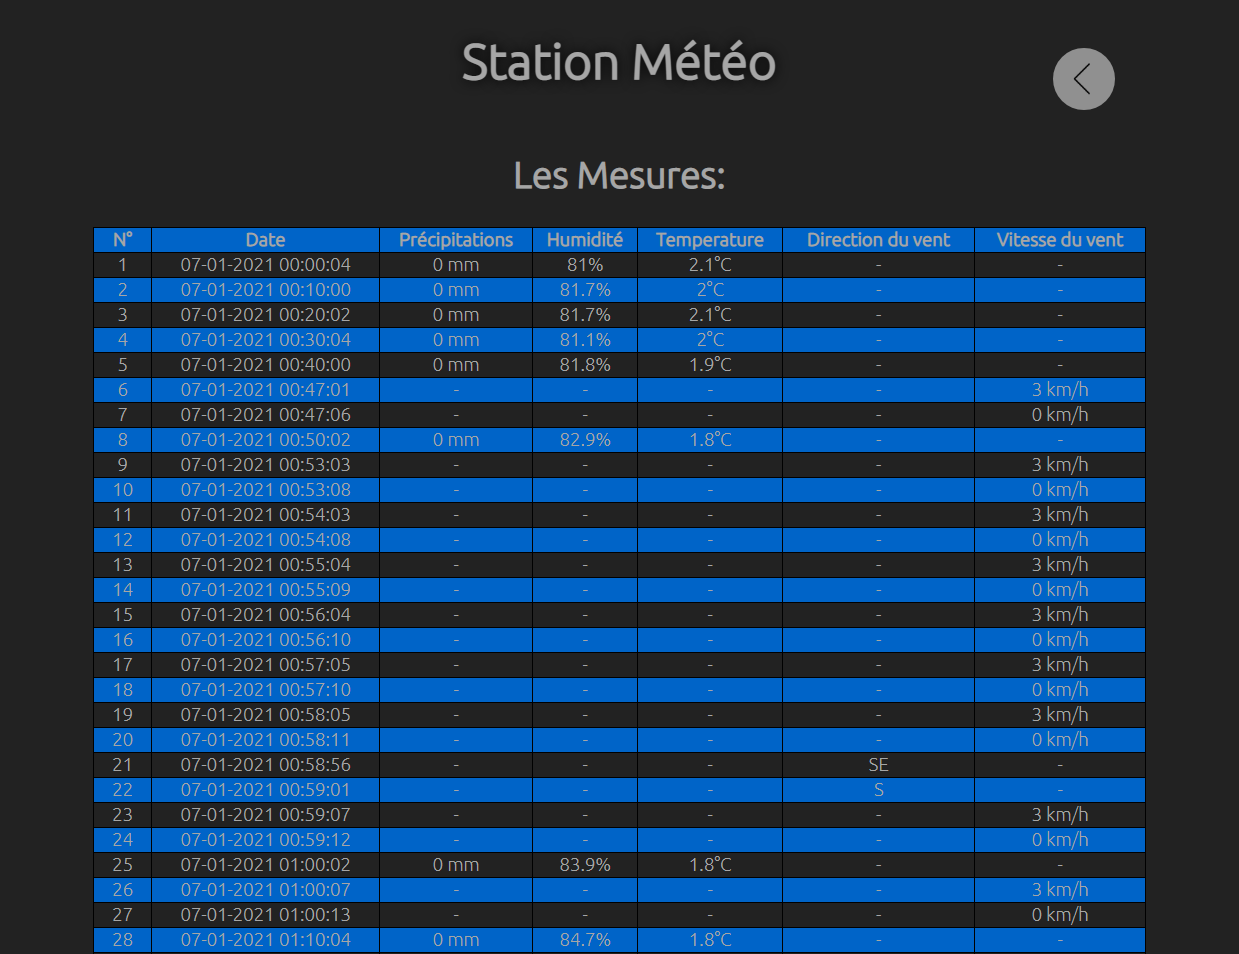 Station Météo
Les Mesures:
N° Date Précipitations Humidité Temperature Direction du vent Vitesse du vent
1 07-01-2021 00:00:04 0 mm 81% 2.1°C - -
2 07-01-2021 00:10:00 0 mm 81.7% 2°C - -
3 07-01-2021 00:20:02 0 mm 81.7% 2.1°C - -
4 07-01-2021 00:30:04 0 mm 81.1% 2°C - -
5 07-01-2021 00:40:00 0 mm 81.8% 1.9°C - -
6 07-01-2021 00:47:01 - - - - 3 km/h
7 07-01-2021 00:47:06 - - - - 0 km/h
8 07-01-2021 00:50:02 0 mm 82.9% 1.8°C - -
9 07-01-2021 00:53:03 - - - - 3 km/h
10 07-01-2021 00:53:08 - - - - 0 km/h
11 07-01-2021 00:54:03 - - - - 3 km/h
12 07-01-2021 00:54:08 - - - - 0 km/h
13 07-01-2021 00:55:04 - - - - 3 km/h
14 07-01-2021 00:55:09 - - - - 0 km/h
15 07-01-2021 00:56:04 - - - - 3 km/h
16 07-01-2021 00:56:10 - - - - 0 km/h
17 07-01-2021 00:57:05 - - - - 3 km/h
18 07-01-2021 00:57:10 - - - - 0 km/h
19 07-01-2021 00:58:05 - - - - 3 km/h
20 07-01-2021 00:58:11 - - - - 0 km/h
21 07-01-2021 00:58:56 - - - SE -
22 07-01-2021 00:59:01 - - - S -
23 07-01-2021 00:59:07 - - - - 3 km/h
24 07-01-2021 00:59:12 - - - - 0 km/h
25 07-01-2021 01:00:02 0 mm 83.9% 1.8°C - -
26 07-01-2021 01:00:07 - - - - 3 km/h
27 07-01-2021 01:00:13 - - - - 0 km/h
28 07-01-2021 01:10:04 0 mm 84.7% 1.8°C - -